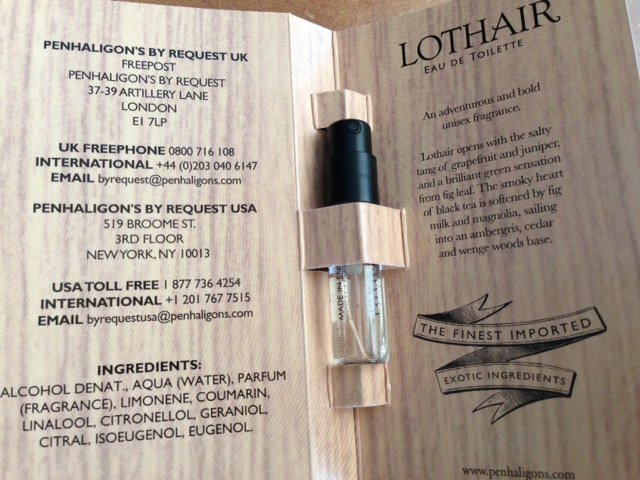 PENHALIGON'S BY REQUEST UK
FREEPOST
PENHALIGON'S BY REQUEST
37-39 ARTILLERY LANE
LONDON
E1 7LP
UK FREEPHONE 0800 716 108
INTERNATIONAL +44 (0)203 040 6147
EMAIL byrequest@penhaligons.com
PENHALIGON'S BY REQUEST USA
519 BROOME ST.
3RD FLOOR
NEW YORK, NY 10013
USA TOLL FREE 1 877 736 4254
INTERNATIONAL +1 201 767 7515
EMAIL byrequestusa@penhaligons.com
INGREDIENTS:
ALCOHOL DENAT., AQUA (WATER), PARFUM
(FRAGRANCE), LIMONENE, COUMARIN,
LINALOOL, CITRONELLOL, GERANIOL,
CITRAL, ISOEUGENOL, EUGENOL.
MADE IN EN
LOTHAIR
EAU DE TOILETTE
An adventurous and bold
unisex fragrance.
Lothair opens with the salty
tang of grapefruit and juniper,
and a brilliant green sensation
from fig leaf. The smoky heart
of black tea is softened by fig
milk and magnolia, sailing
into an ambergris, cedar
and wenge woods base.
THE FINEST IMPORTED
EXOTIC INGREDIENTS
www.penhaligons.com